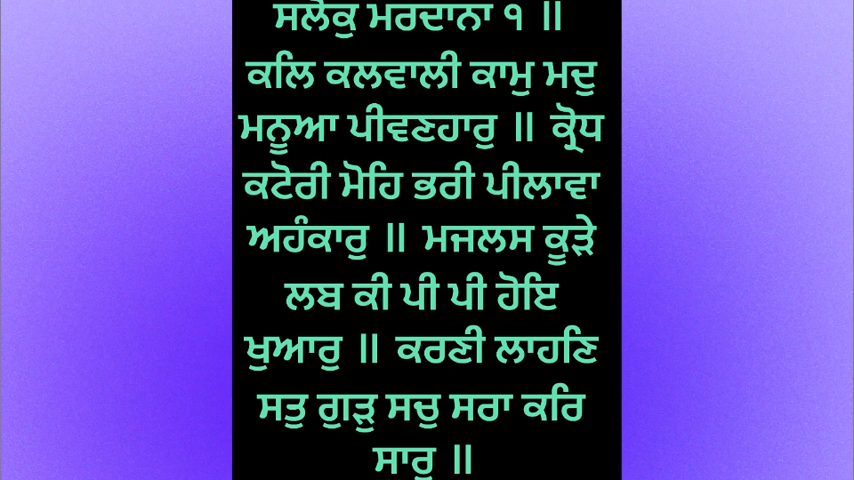 ਸਲੋਕੁ ਮਰਦਾਨਾ ੧ ॥
ਕਲਿ ਕਲਵਾਲੀ ਕਾਮੁ ਮਦੁ
ਮਨੂਆ ਪੀਵਣਹਾਰੁ ॥ ਕ੍ਰੋਧ
ਕਟੋਰੀ ਮੋਹਿ ਭਰੀ ਪੀਲਾਵਾ
ਅਹੰਕਾਰੁ ॥ ਮਜਲਸ ਕੂੜੇ
ਲਬ ਕੀ ਪੀ ਪੀ ਹੋਇ
ਖੁਆਰੁ ॥ ਕਰਣੀ ਲਾਹਣਿ
ਸਤੁ ਗੁੜੁ ਸਚੁ ਸਰਾ ਕਰਿ
ਸਾਰੁ ॥